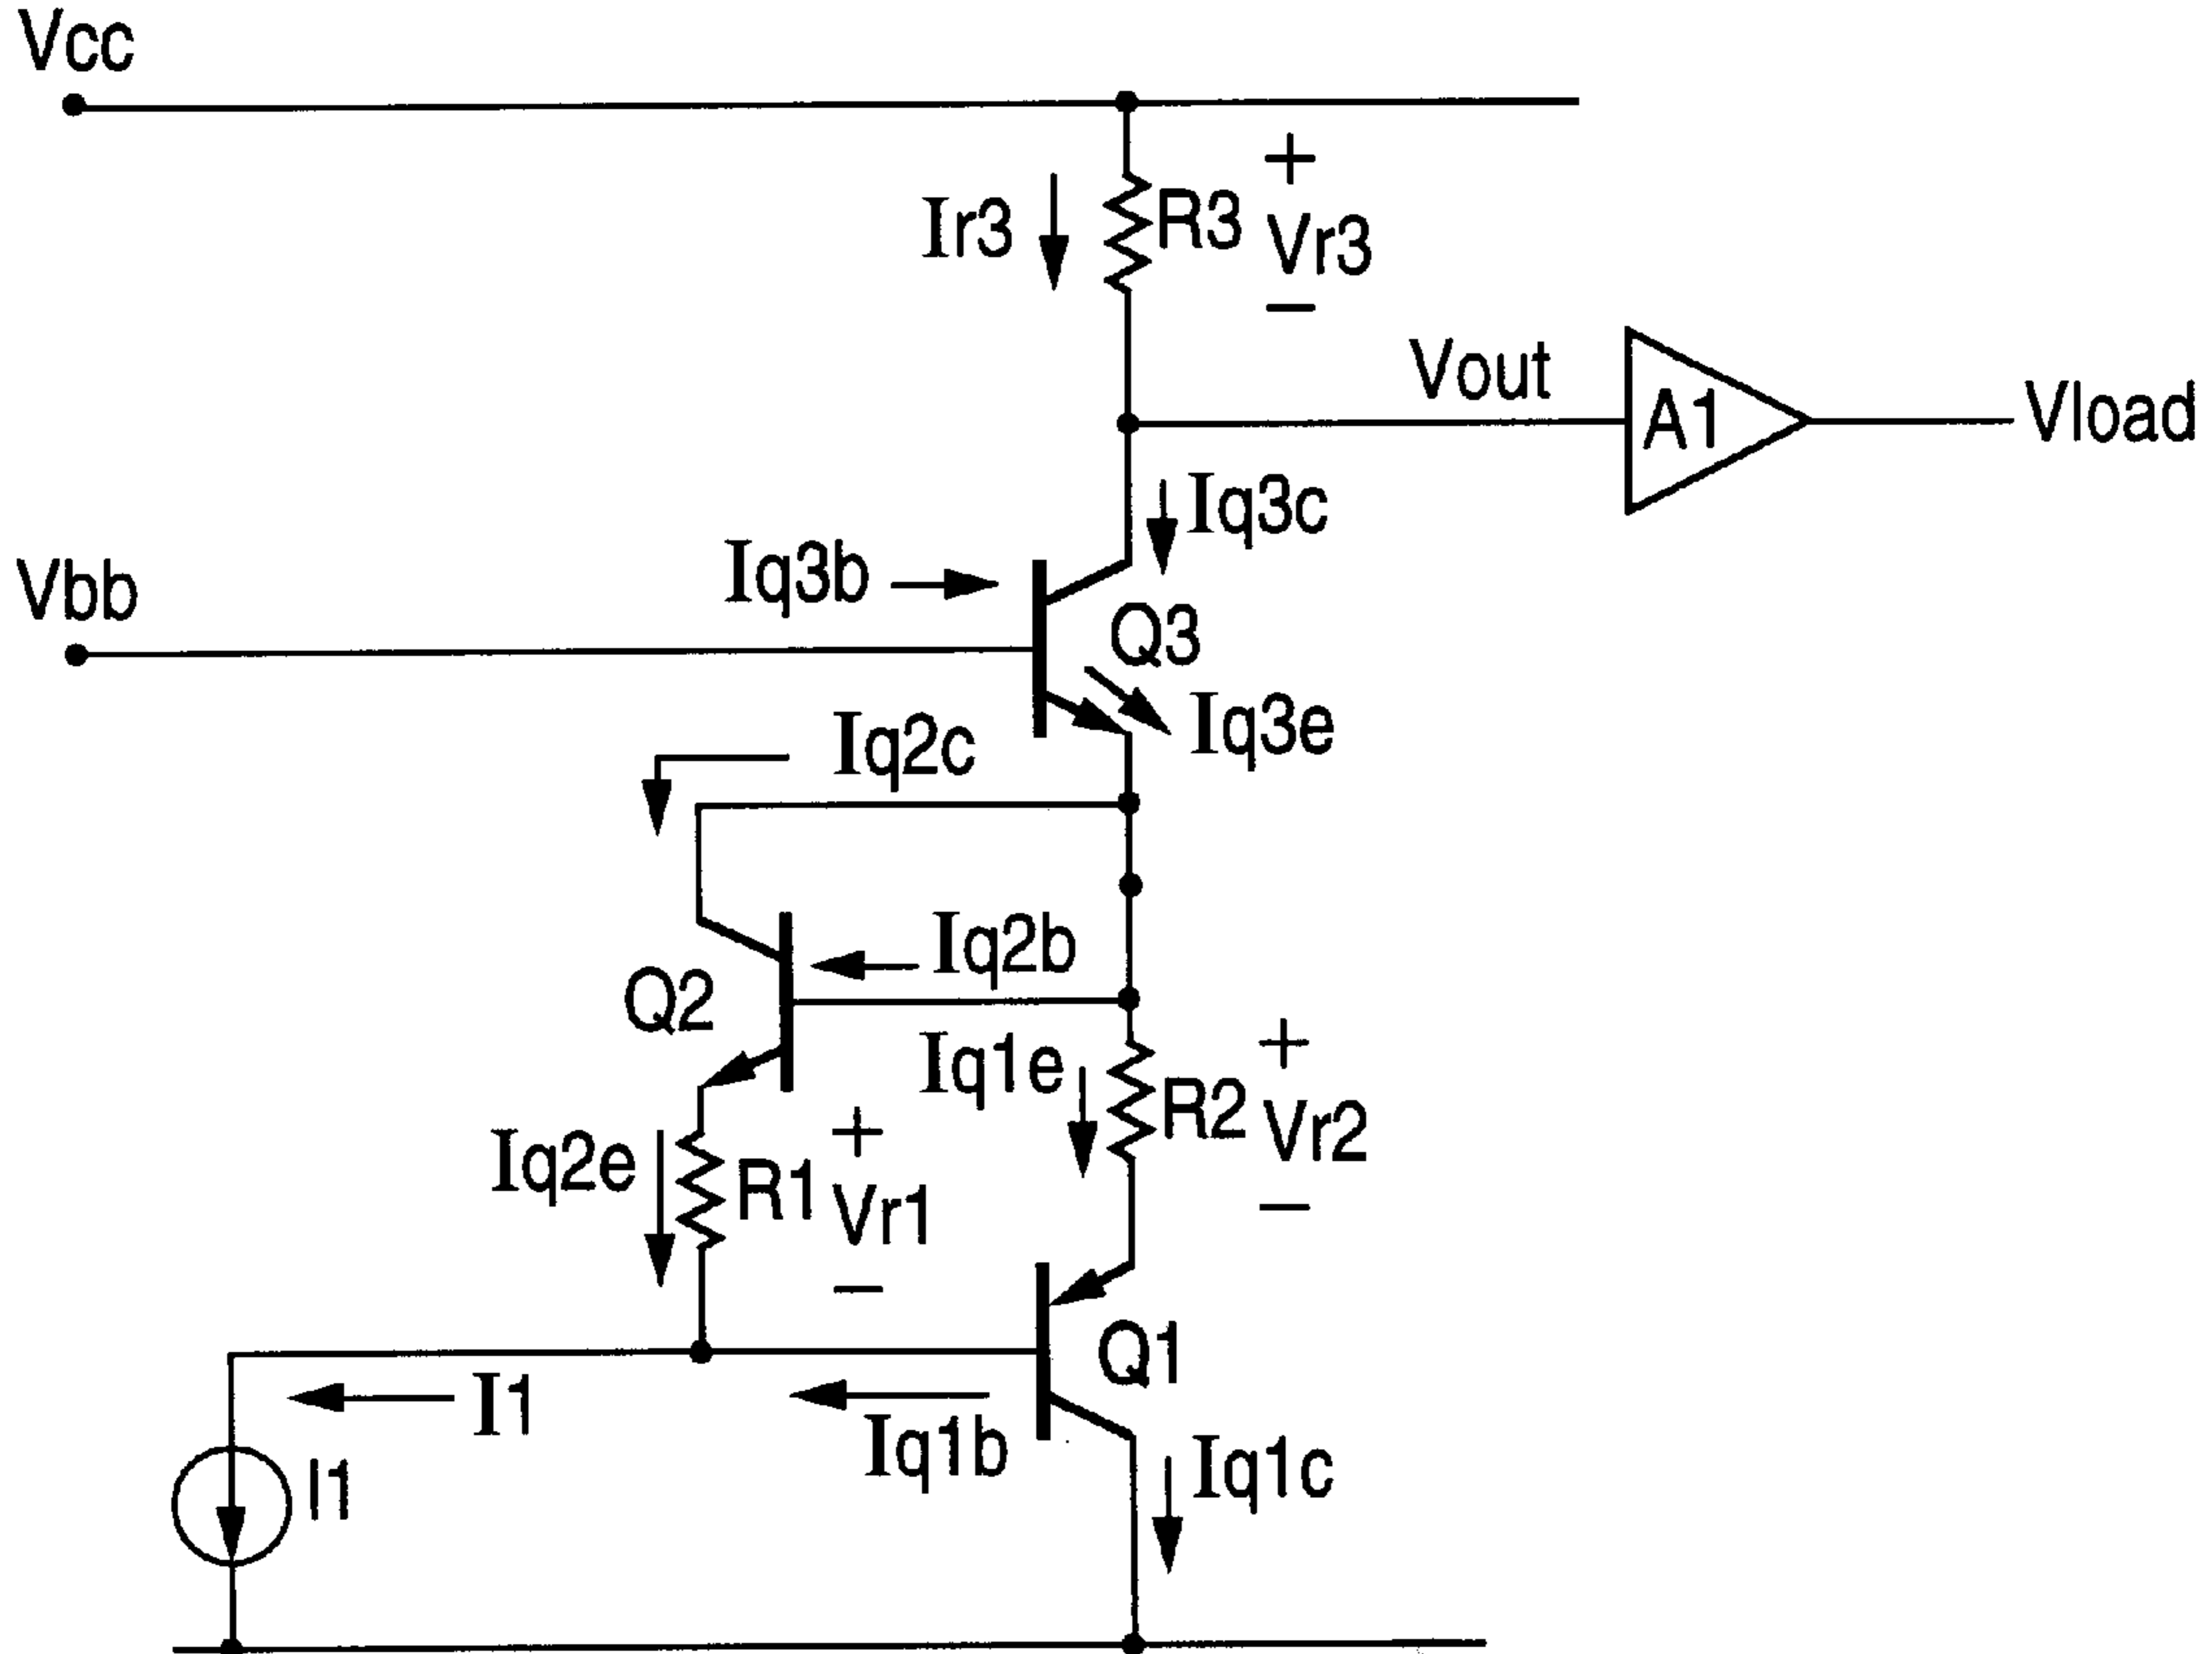 Vcc
Ir3
R3
+
Vr3
−
Vout
A1
Vload
Iq3c
Iq3b
Vbb
Q3
Iq3e
Iq2c
Iq2b
Q2
Iq1e
R2
+
Vr2
−
Iq2e
R1
+
Vr1
−
Q1
I1
Iq1b
Iq1c
I1